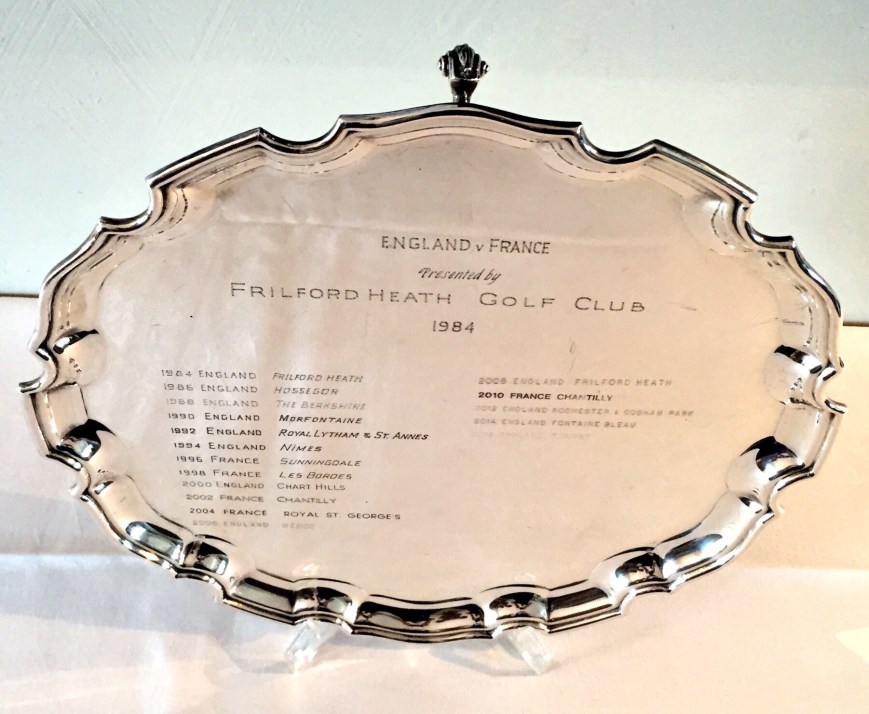 ENGLAND v FRANCE
Presented by
FRILFORD HEATH GOLF CLUB
1984
1984 ENGLAND FRILFORD HEATH
1986 ENGLAND HOSSEGOR
1988 ENGLAND THE BERKSHIRE
1990 ENGLAND MORFONTAINE
1992 ENGLAND ROYAL LYTHAM & ST. ANNES
1994 ENGLAND NIMES
1996 FRANCE SUNNINGDALE
1998 FRANCE LES BORDES
2000 ENGLAND CHART HILLS
2002 FRANCE CHANTILLY
2004 FRANCE ROYAL ST. GEORGE'S
2006 ENGLAND
2008 ENGLAND FRILFORD HEATH
2010 FRANCE CHANTILLY
2012 ENGLAND ROCHESTER & COBHAM PARK
2014 ENGLAND FONTAINE BLEAU
ENGLAND